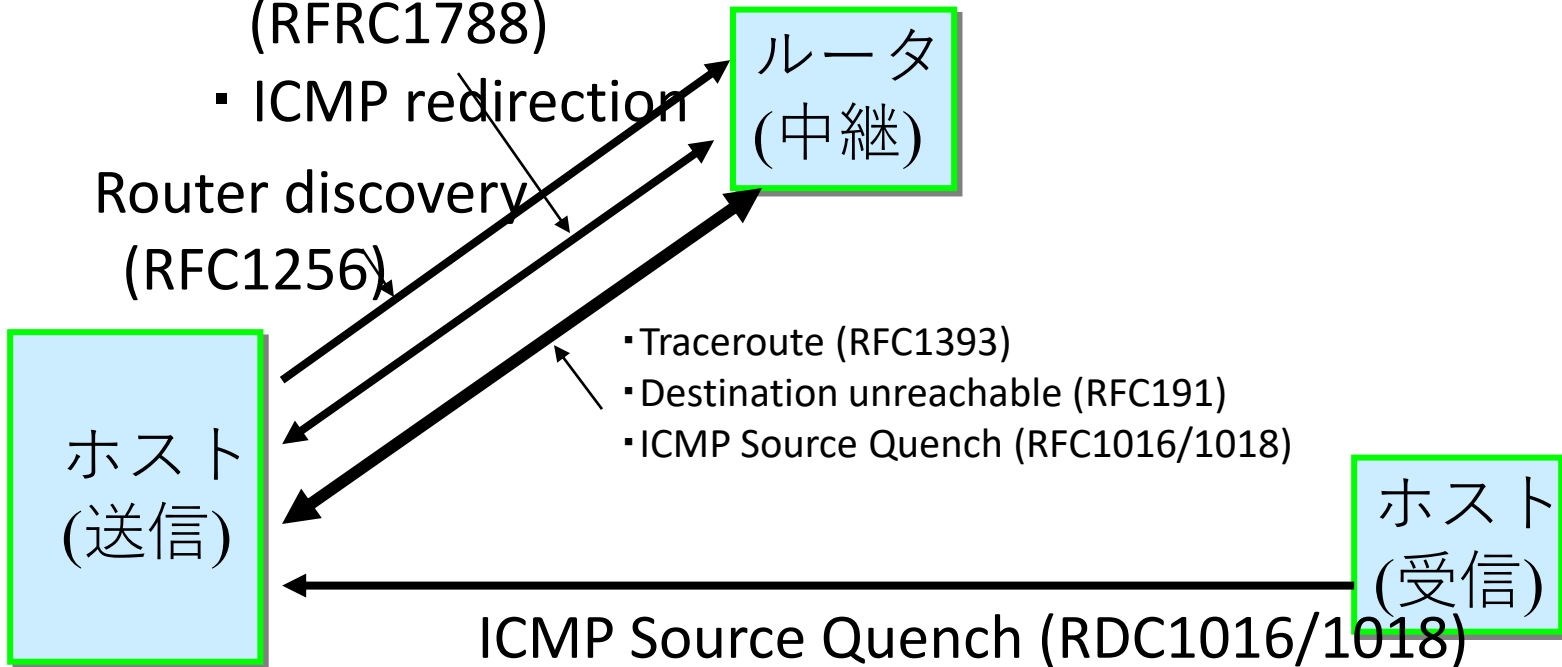 (RFRC1788)
▪ ICMP redirection
Router discovery
(RFC1256)
ルータ
(中継)
▪Traceroute (RFC1393)
▪Destination unreachable (RFC191)
▪ICMP Source Quench (RFC1016/1018)
ホスト
(送信)
ホスト
(受信)
ICMP Source Quench (RDC1016/1018)